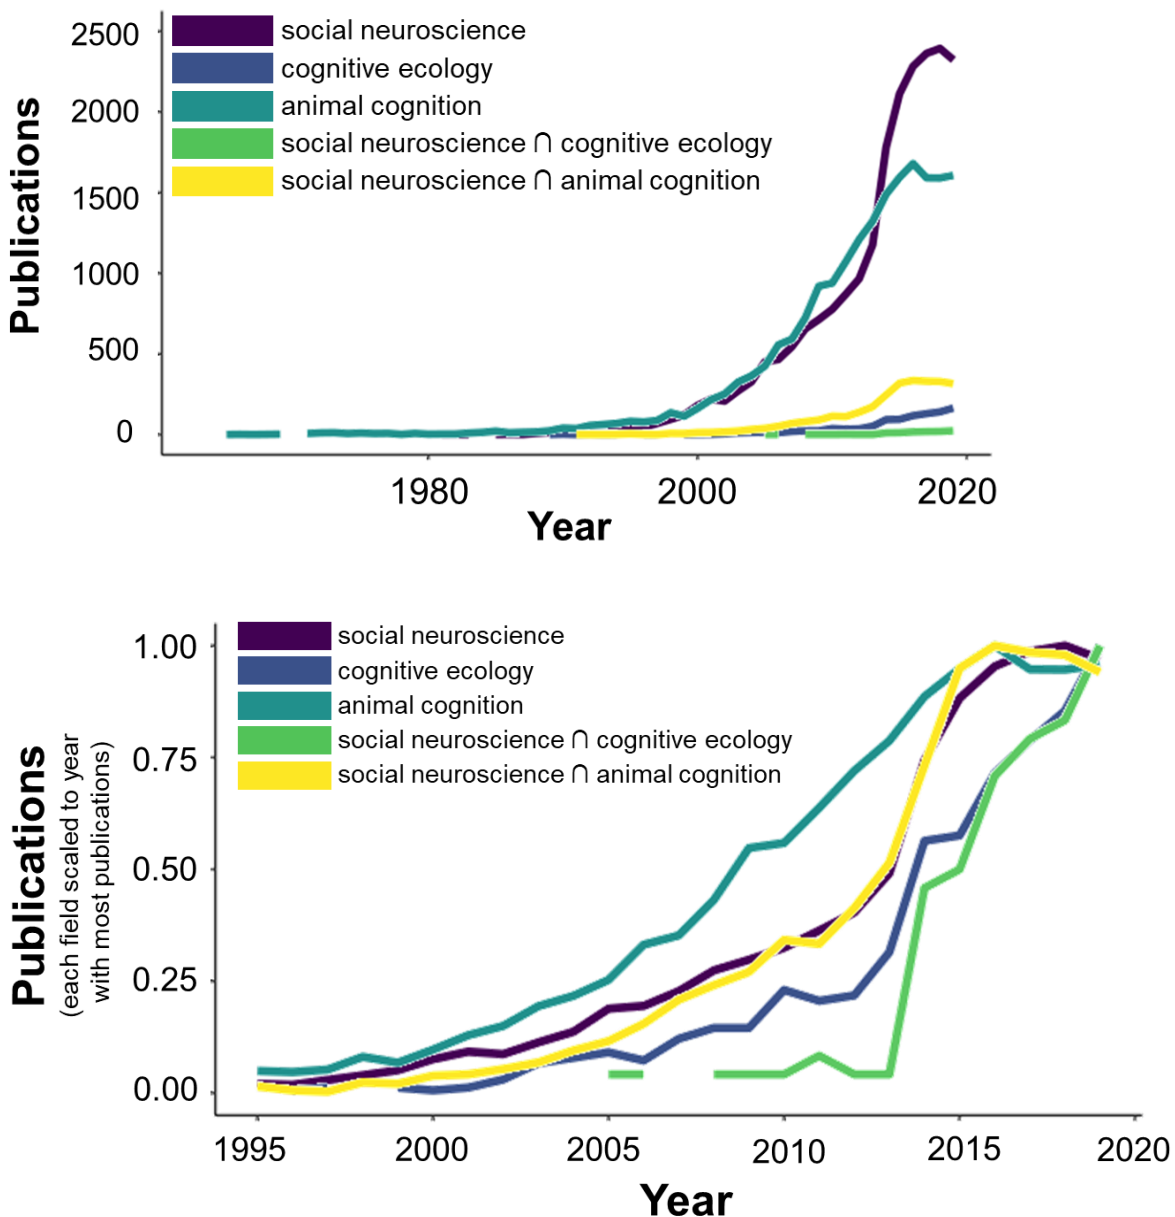 2500
2000
1500
1000
500
0
Publications
social neuroscience
cognitive ecology
animal cognition
social neuroscience ∩ cognitive ecology
social neuroscience ∩ animal cognition
1980
2000
2020
Year
1.00
0.75
0.50
0.25
0.00
Publications
(each field scaled to year
with most publications)
social neuroscience
cognitive ecology
animal cognition
social neuroscience ∩ cognitive ecology
social neuroscience ∩ animal cognition
1995
2000
2005
2010
2015
2020
Year